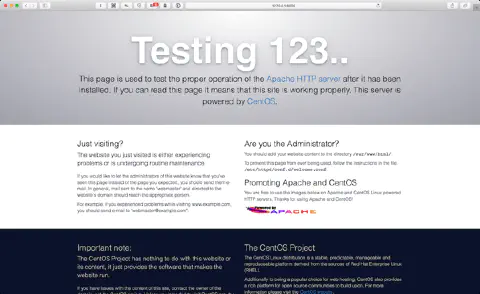 Testing 123..
This page is used to test the proper operation of the Apache HTTP server after it has been
installed. If you can read this page it means that this site is working properly. This server is
powered by CentOS.
Just visiting?
The website you just visited is either experiencing
problems or is undergoing routine maintenance.
If you would like to let the administrators of this website know that you've
seen this page instead of the page you expected, you should send them e-
mail. In general, mail sent to the name "webmaster" and directed to the
website's domain should reach the appropriate person.
For example, if you experienced problems while visiting www.example.com,
you should send e-mail to "webmaster@example.com".
Are you the Administrator?
You should add your website content to the directory /var/www/html/.
To prevent this page from ever being used, follow the instructions in the file
/etc/httpd/conf.d/welcome.conf.
Promoting Apache and CentOS
You are free to use the images below on Apache and CentOS Linux powered
HTTP servers. Thanks for using Apache and CentOS!
Powered by
APACHE
Important note:
The CentOS Project has nothing to do with this website or
its content, it just provides the software that makes the
website run.
If you have issues with the content of this site, contact the owner of the
The CentOS Project
The CentOS Linux distribution is a stable, predictable, manageable and
reproduceable platform derived from the sources of Red Hat Enterprise Linux
(RHEL).
Additionally to being a popular choice for web hosting, CentOS also provides
a rich platform for open source communities to build upon. For more
information please visit the CentOS website.